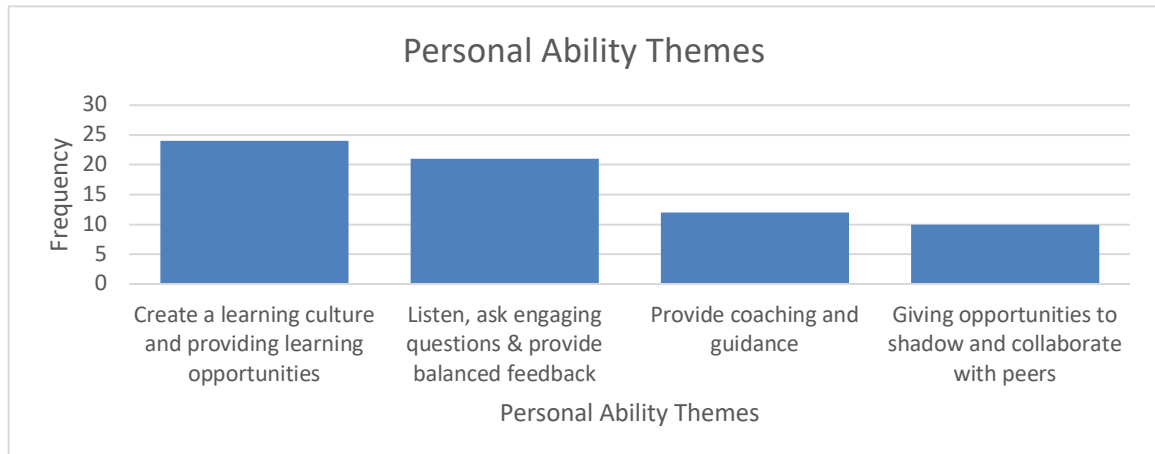 Personal Ability Themes
30
25
20
15
10
5
0
Frequency
Create a learning culture
and providing learning
opportunities
Listen, ask engaging
questions & provide
balanced feedback
Provide coaching and
guidance
Giving opportunities to
shadow and collaborate
with peers
Personal Ability Themes